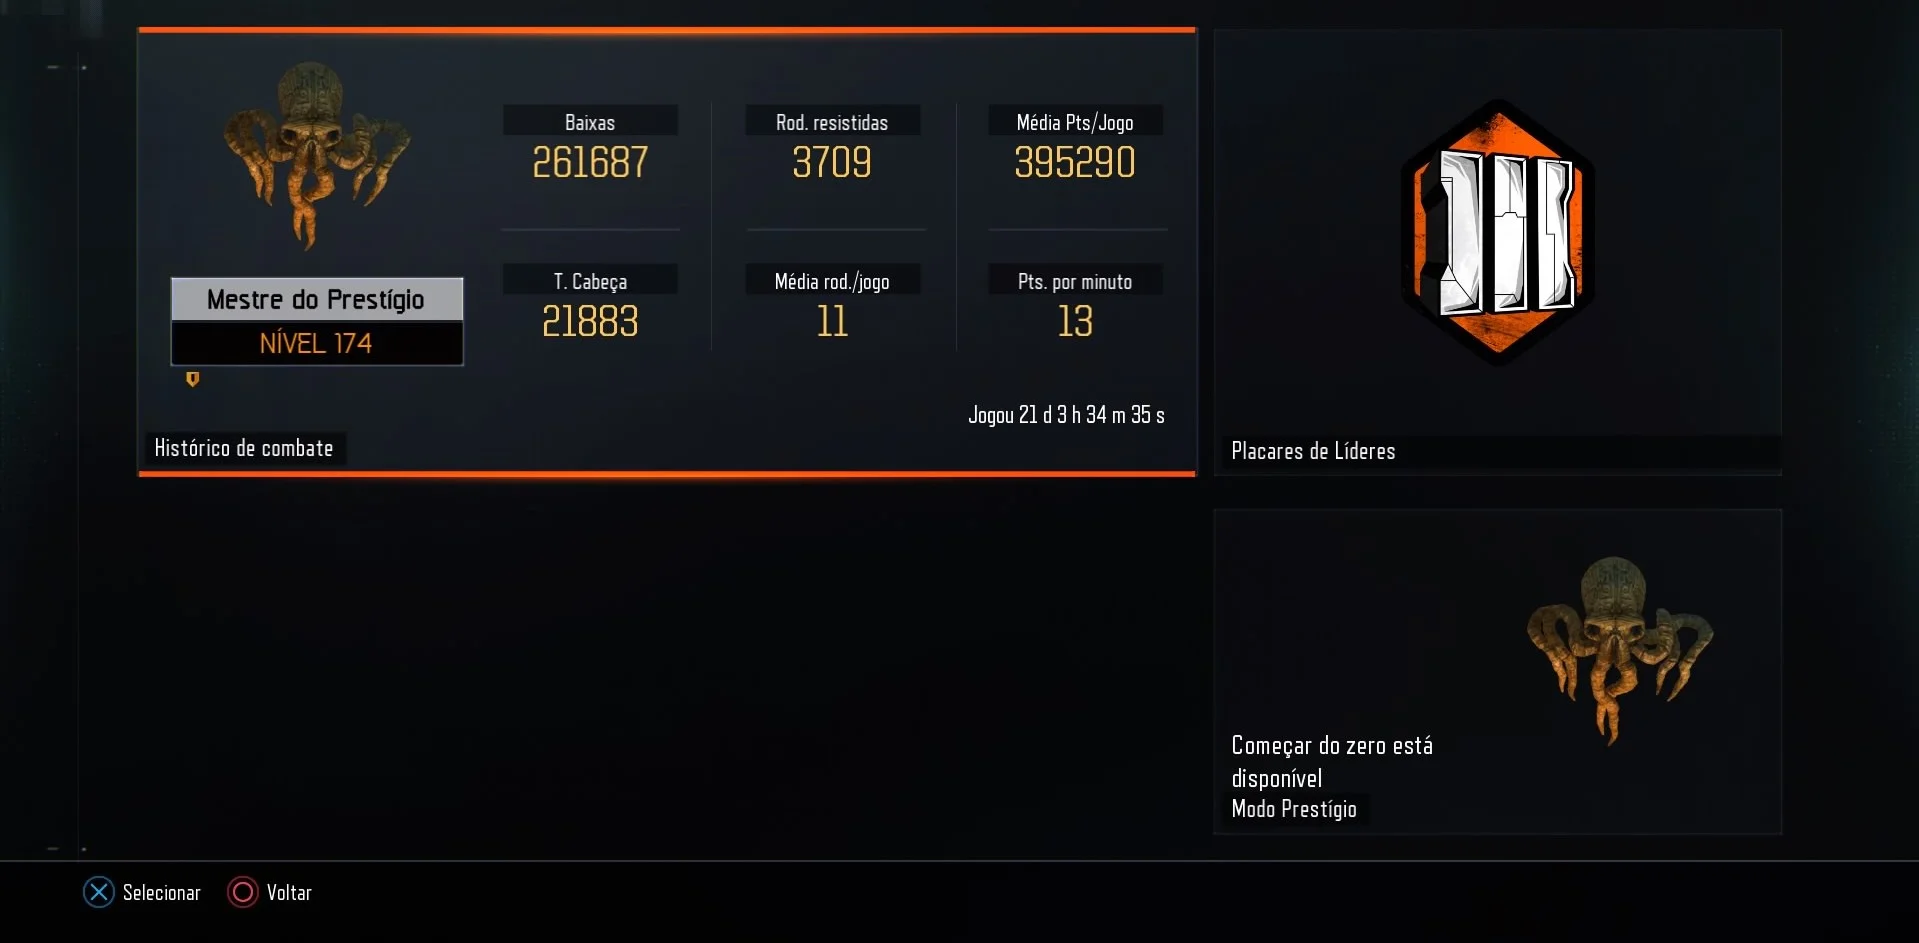 Baixas
261687
Rod. resistidas
3709
Média Pts/Jogo
395290
T. Cabeça
21883
Média rod./jogo
11
Pts. por minuto
13
Mestre do Prestígio
NÍVEL 174
Jogou 21 d 3 h 34 m 35 s
Histórico de combate
Placares de Líderes
Começar do zero está
disponível
Modo Prestígio
Selecionar
Voltar